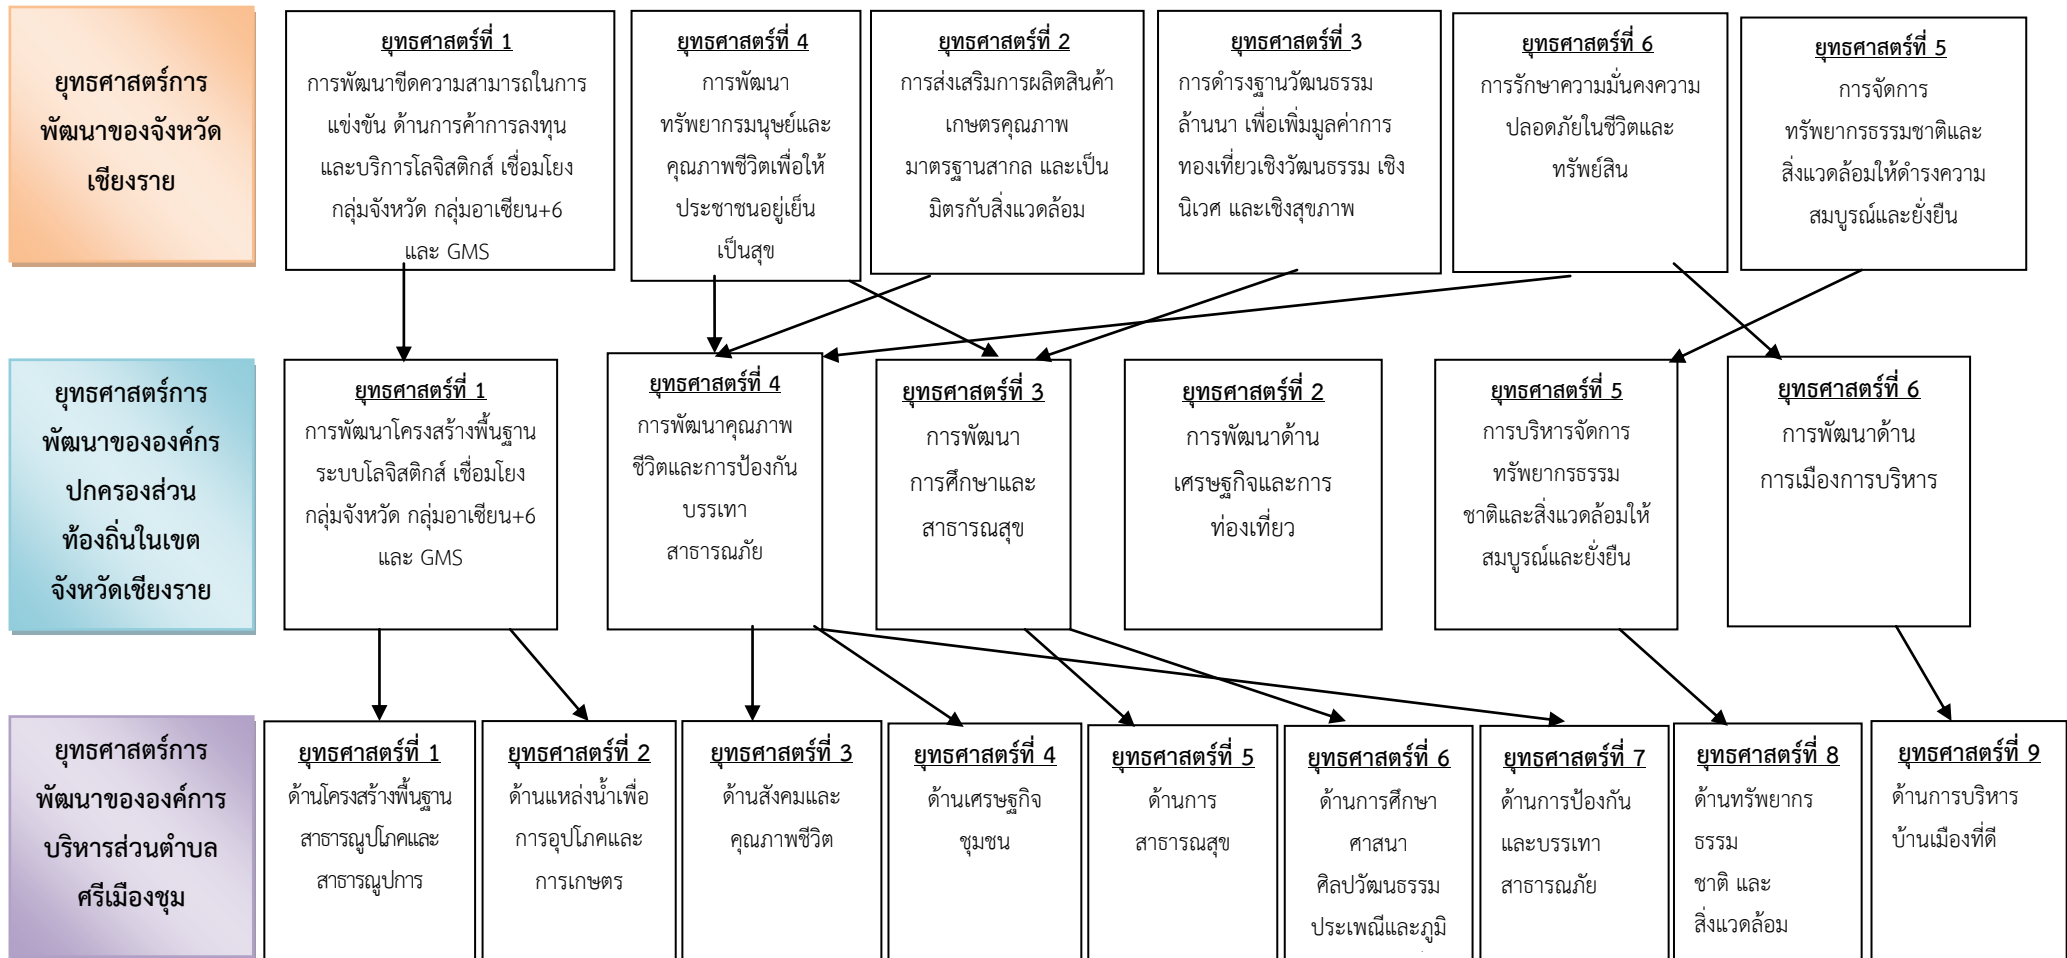 ยุทธศาสตร์การ
พัฒนาของจังหวัด
เชียงราย
ยุทธศาสตร์ที่ 1
การพัฒนาขีดความสามารถในการ
แข่งขัน ด้านการค้าการลงทุน
และบริการโลจิสติกส์ เชื่อมโยง
กลุ่มจังหวัด กลุ่มอาเซียน+6
และ GMS
ยุทธศาสตร์ที่ 4
การพัฒนา
ทรัพยากรมนุษย์และ
คุณภาพชีวิตเพื่อให้
ประชาชนอยู่เย็น
เป็นสุข
ยุทธศาสตร์ที่ 2
การส่งเสริมการผลิตสินค้า
เกษตรคุณภาพ
มาตรฐานสากล และเป็น
มิตรกับสิ่งแวดล้อม
ยุทธศาสตร์ที่ 3
การดำรงฐานวัฒนธรรม
ล้านนา เพื่อเพิ่มมูลค่าการ
ทองเที่ยวเชิงวัฒนธรรม เชิง
นิเวศ และเชิงสุขภาพ
ยุทธศาสตร์ที่ 6
การรักษาความมั่นคงความ
ปลอดภัยในชีวิตและ
ทรัพย์สิน
ยุทธศาสตร์ที่ 5
การจัดการ
ทรัพยากรธรรมชาติและ
สิ่งแวดล้อมให้ดำรงความ
สมบูรณ์และยั่งยืน
ยุทธศาสตร์การ
พัฒนาขององค์กร
ปกครองส่วน
ท้องถิ่นในเขต
จังหวัดเชียงราย
ยุทธศาสตร์ที่ 1
การพัฒนาโครงสร้างพื้นฐาน
ระบบโลจิสติกส์ เชื่อมโยง
กลุ่มจังหวัด กลุ่มอาเซียน+6
และ GMS
ยุทธศาสตร์ที่ 4
การพัฒนาคุณภาพ
ชีวิตและการป้องกัน
บรรเทา
สาธารณภัย
ยุทธศาสตร์ที่ 3
การพัฒนา
การศึกษาและ
สาธารณสุข
ยุทธศาสตร์ที่ 2
การพัฒนาด้าน
เศรษฐกิจและการ
ท่องเที่ยว
ยุทธศาสตร์ที่ 5
การบริหารจัดการ
ทรัพยากรธรรม
ชาติและสิ่งแวดล้อมให้
สมบูรณ์และยั่งยืน
ยุทธศาสตร์ที่ 6
การพัฒนาด้าน
การเมืองการบริหาร
ยุทธศาสตร์การ
พัฒนาขององค์การ
บริหารส่วนตำบล
ศรีเมืองชุม
ยุทธศาสตร์ที่ 1
ด้านโครงสร้างพื้นฐาน
สาธารณูปโภคและ
สาธารณูปการ
ยุทธศาสตร์ที่ 2
ด้านแหล่งน้ำเพื่อ
การอุปโภคและ
การเกษตร
ยุทธศาสตร์ที่ 3
ด้านสังคมและ
คุณภาพชีวิต
ยุทธศาสตร์ที่ 4
ด้านเศรษฐกิจ
ชุมชน
ยุทธศาสตร์ที่ 5
ด้านการ
สาธารณสุข
ยุทธศาสตร์ที่ 6
ด้านการศึกษา
ศาสนา
ศิลปวัฒนธรรม
ประเพณีและภูมิ
ยุทธศาสตร์ที่ 7
ด้านการป้องกัน
และบรรเทา
สาธารณภัย
ยุทธศาสตร์ที่ 8
ด้านทรัพยากร
ธรรม
ชาติ และ
สิ่งแวดล้อม
ยุทธศาสตร์ที่ 9
ด้านการบริหาร
บ้านเมืองที่ดี